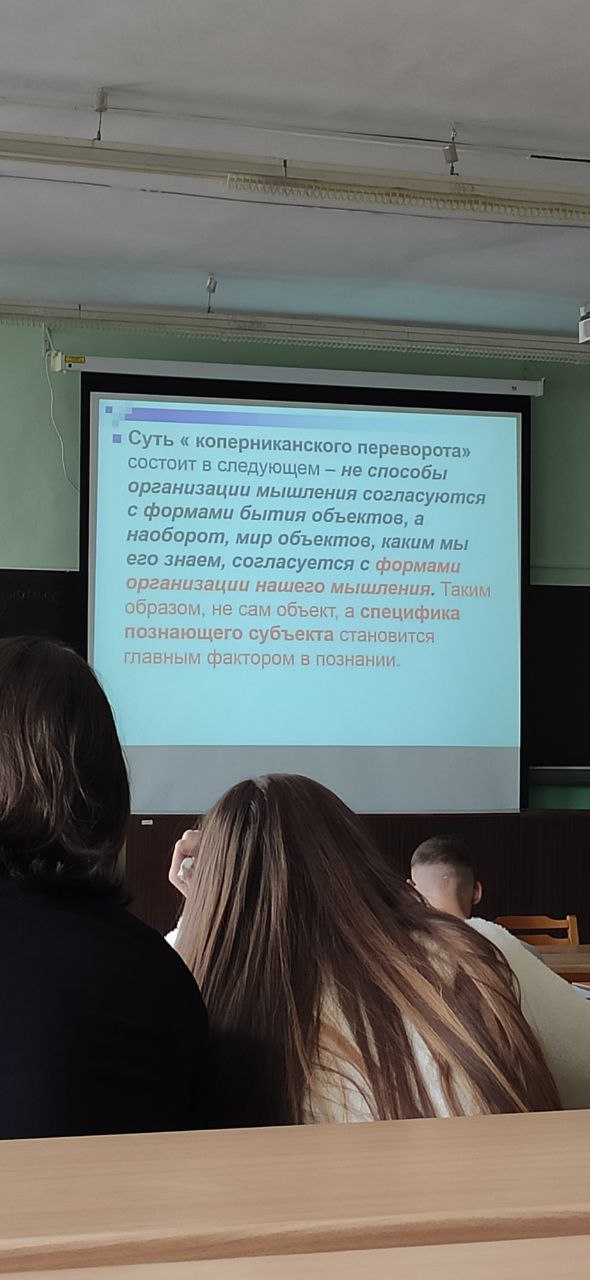 Суть « коперниканского переворота»
состоит в следующем – не способы
организации мышления согласуются
с формами бытия объектов, а
наоборот, мир объектов, каким мы
его знаем, согласуется с формами
организации нашего мышления. Таким
образом, не сам объект, а специфика
познающего субъекта становится
главным фактором в познании.